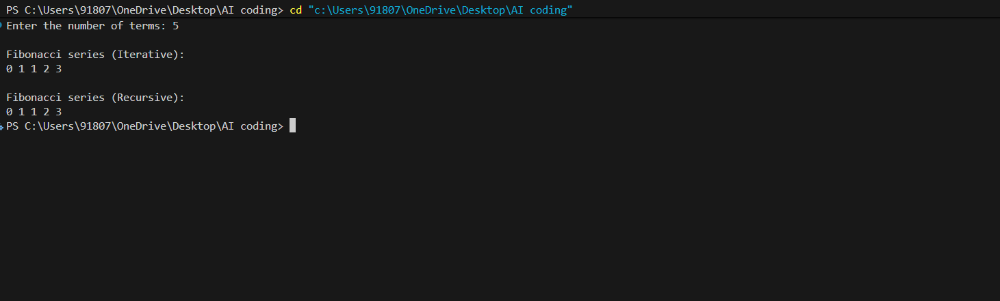 PS C:\Users\91807\OneDrive\Desktop\AI coding> cd "c:\Users\91807\OneDrive\Desktop\AI coding"
Enter the number of terms: 5
Fibonacci series (Iterative):
0 1 1 2 3
Fibonacci series (Recursive):
0 1 1 2 3
PS C:\Users\91807\OneDrive\Desktop\AI coding>